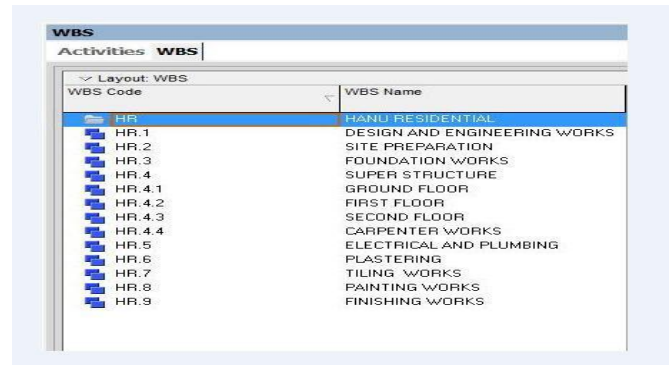 WBS
Activities WBS
Layout: WBS
WBS Code WBS Name
HR HANU RESIDENTIAL
HR.1 DESIGN AND ENGINEERING WORKS
HR.2 SITE PREPARATION
HR.3 FOUNDATION WORKS
HR.4 SUPER STRUCTURE
HR.4.1 GROUND FLOOR
HR.4.2 FIRST FLOOR
HR.4.3 SECOND FLOOR
HR.4.4 CARPENTER WORKS
HR.5 ELECTRICAL AND PLUMBING
HR.6 PLASTERING
HR.7 TILING WORKS
HR.8 PAINTING WORKS
HR.9 FINISHING WORKS